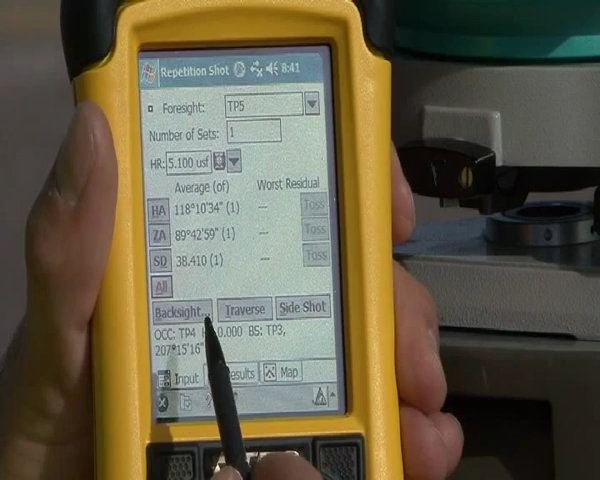 Repetition Shot 8:41
Foresight: TP5
Number of Sets: 1
HR: 5.100 usf
Average (of) Worst Residual
HA 118°10'34" (1) — Toss
ZA 89°42'59" (1) — Toss
SD 38.410 (1) — Toss
All
Backsight... Traverse Side Shot
OCC: TP4 0.000 BS: TP3,
207°15'16"
Input Map